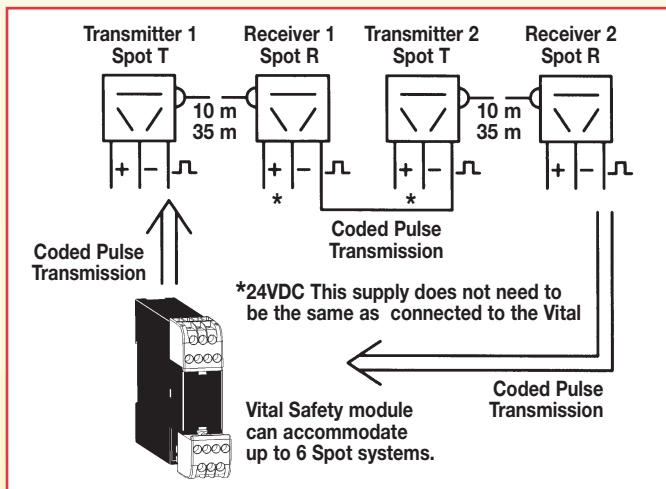 Transmitter 1
Spot T
Receiver 1
Spot R
Transmitter 2
Spot T
Receiver 2
Spot R
10 m
35 m
10 m
35 m
+ −
+ −
+ −
+ −
*
*
Coded Pulse
Transmission
Coded Pulse
Transmission
*24VDC This supply does not need to
be the same as connected to the Vital
Coded Pulse
Transmission
Vital Safety module
can accommodate
up to 6 Spot systems.